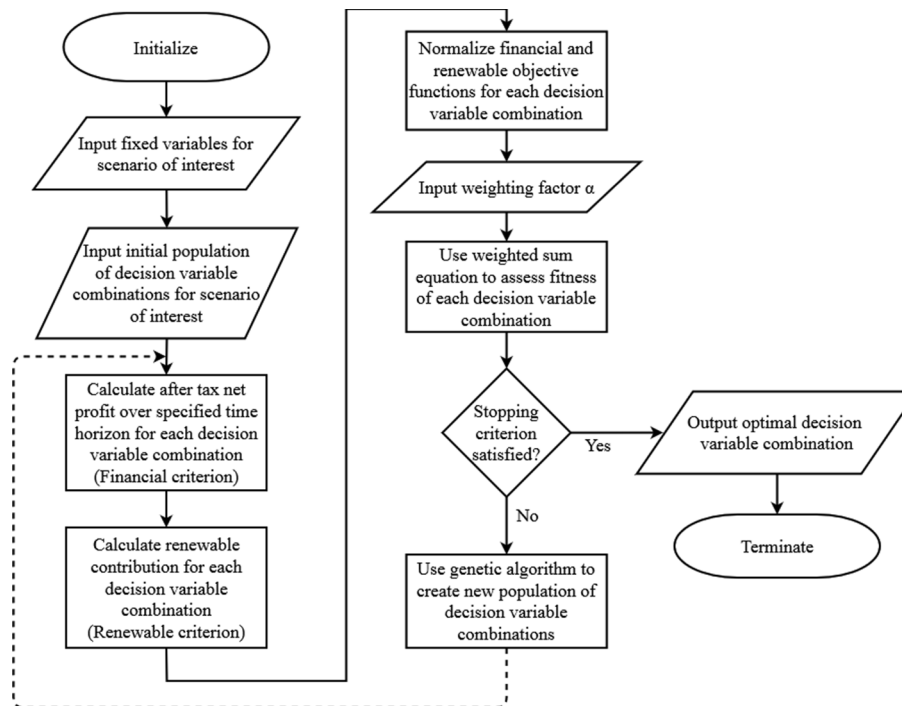 Initialize
Input fixed variables for
scenario of interest
Input initial population
of decision variable
combinations for scenario
of interest
Calculate after tax net
profit over specified time
horizon for each decision
variable combination
(Financial criterion)
Calculate renewable
contribution for each
decision variable
combination
(Renewable criterion)
Normalize financial and
renewable objective
functions for each decision
variable combination
Input weighting factor α
Use weighted sum
equation to assess fitness
of each decision variable
combination
Stopping
criterion
satisfied?
Yes
No
Output optimal decision
variable combination
Terminate
Use genetic algorithm to
create new population of
decision variable
combinations